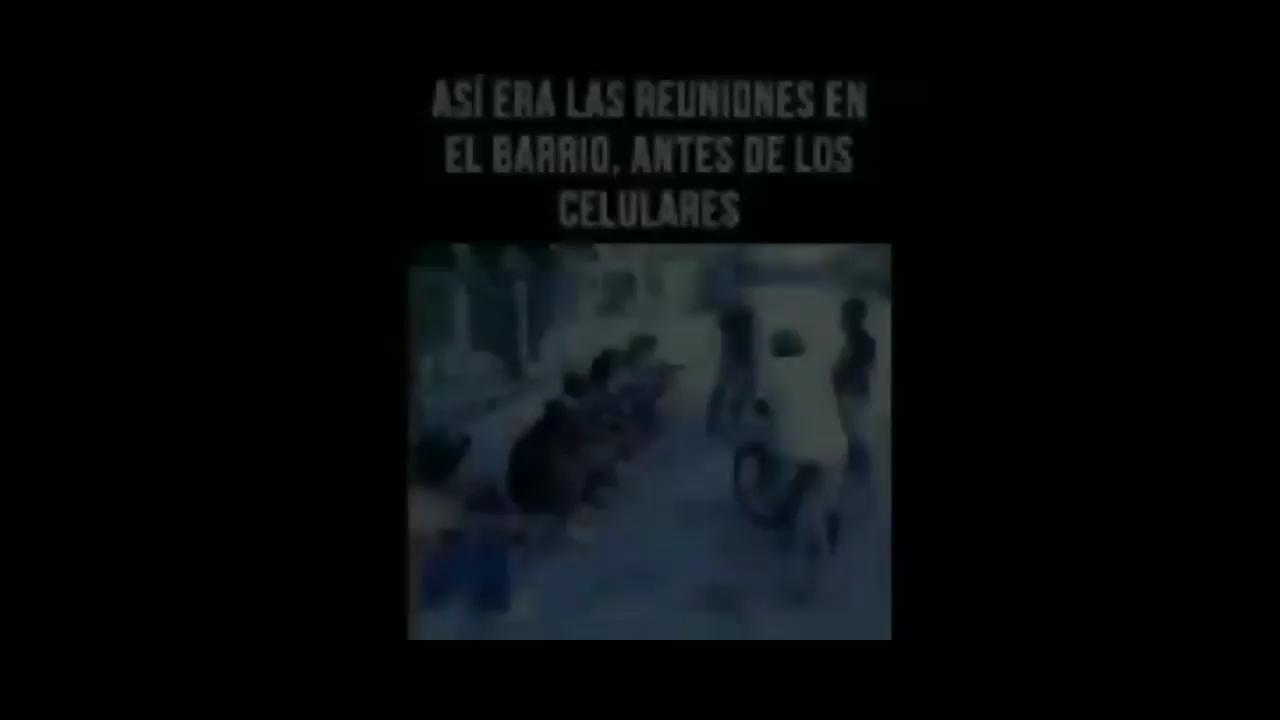 ASÍ ERA LAS REUNIONES EN
EL BARRIO, ANTES DE LOS
CELULARES